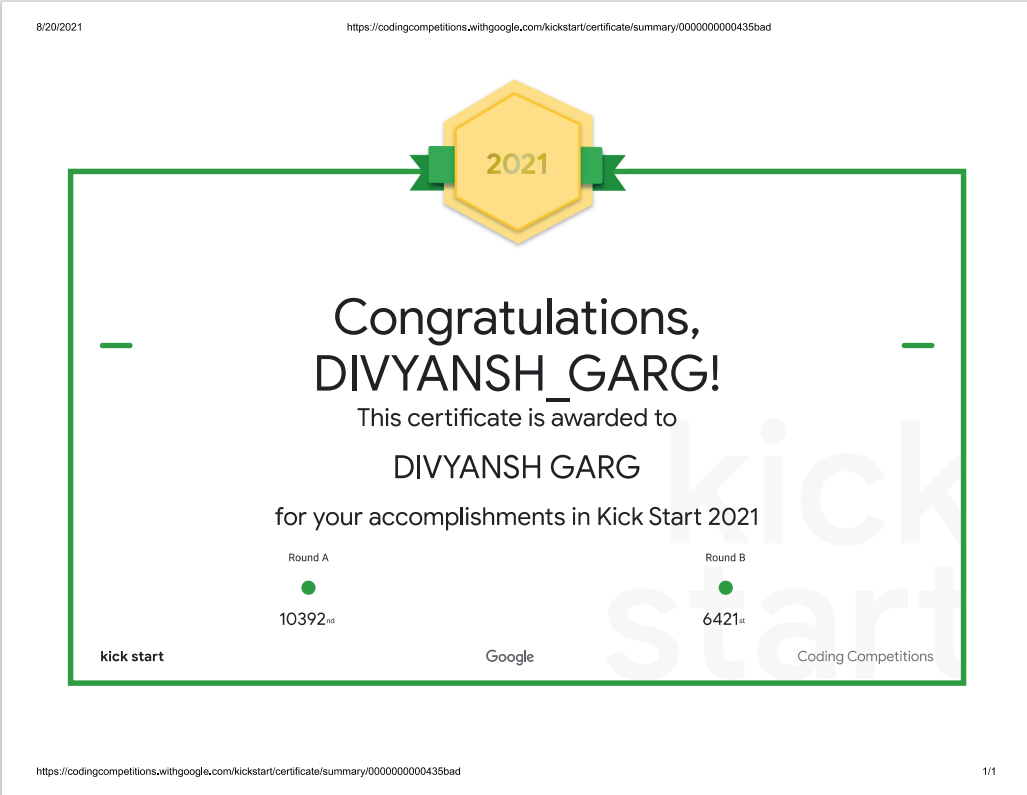 8/20/2021 https://codingcompetitions.withgoogle.com/kickstart/certificate/summary/0000000000435bad
2021
Congratulations,
DIVYANSH_GARG!
This certificate is awarded to
DIVYANSH GARG
for your accomplishments in Kick Start 2021
Round A Round B
10392nd 6421st
kick start Google Coding Competitions
kick
start
https://codingcompetitions.withgoogle.com/kickstart/certificate/summary/0000000000435bad 1/1